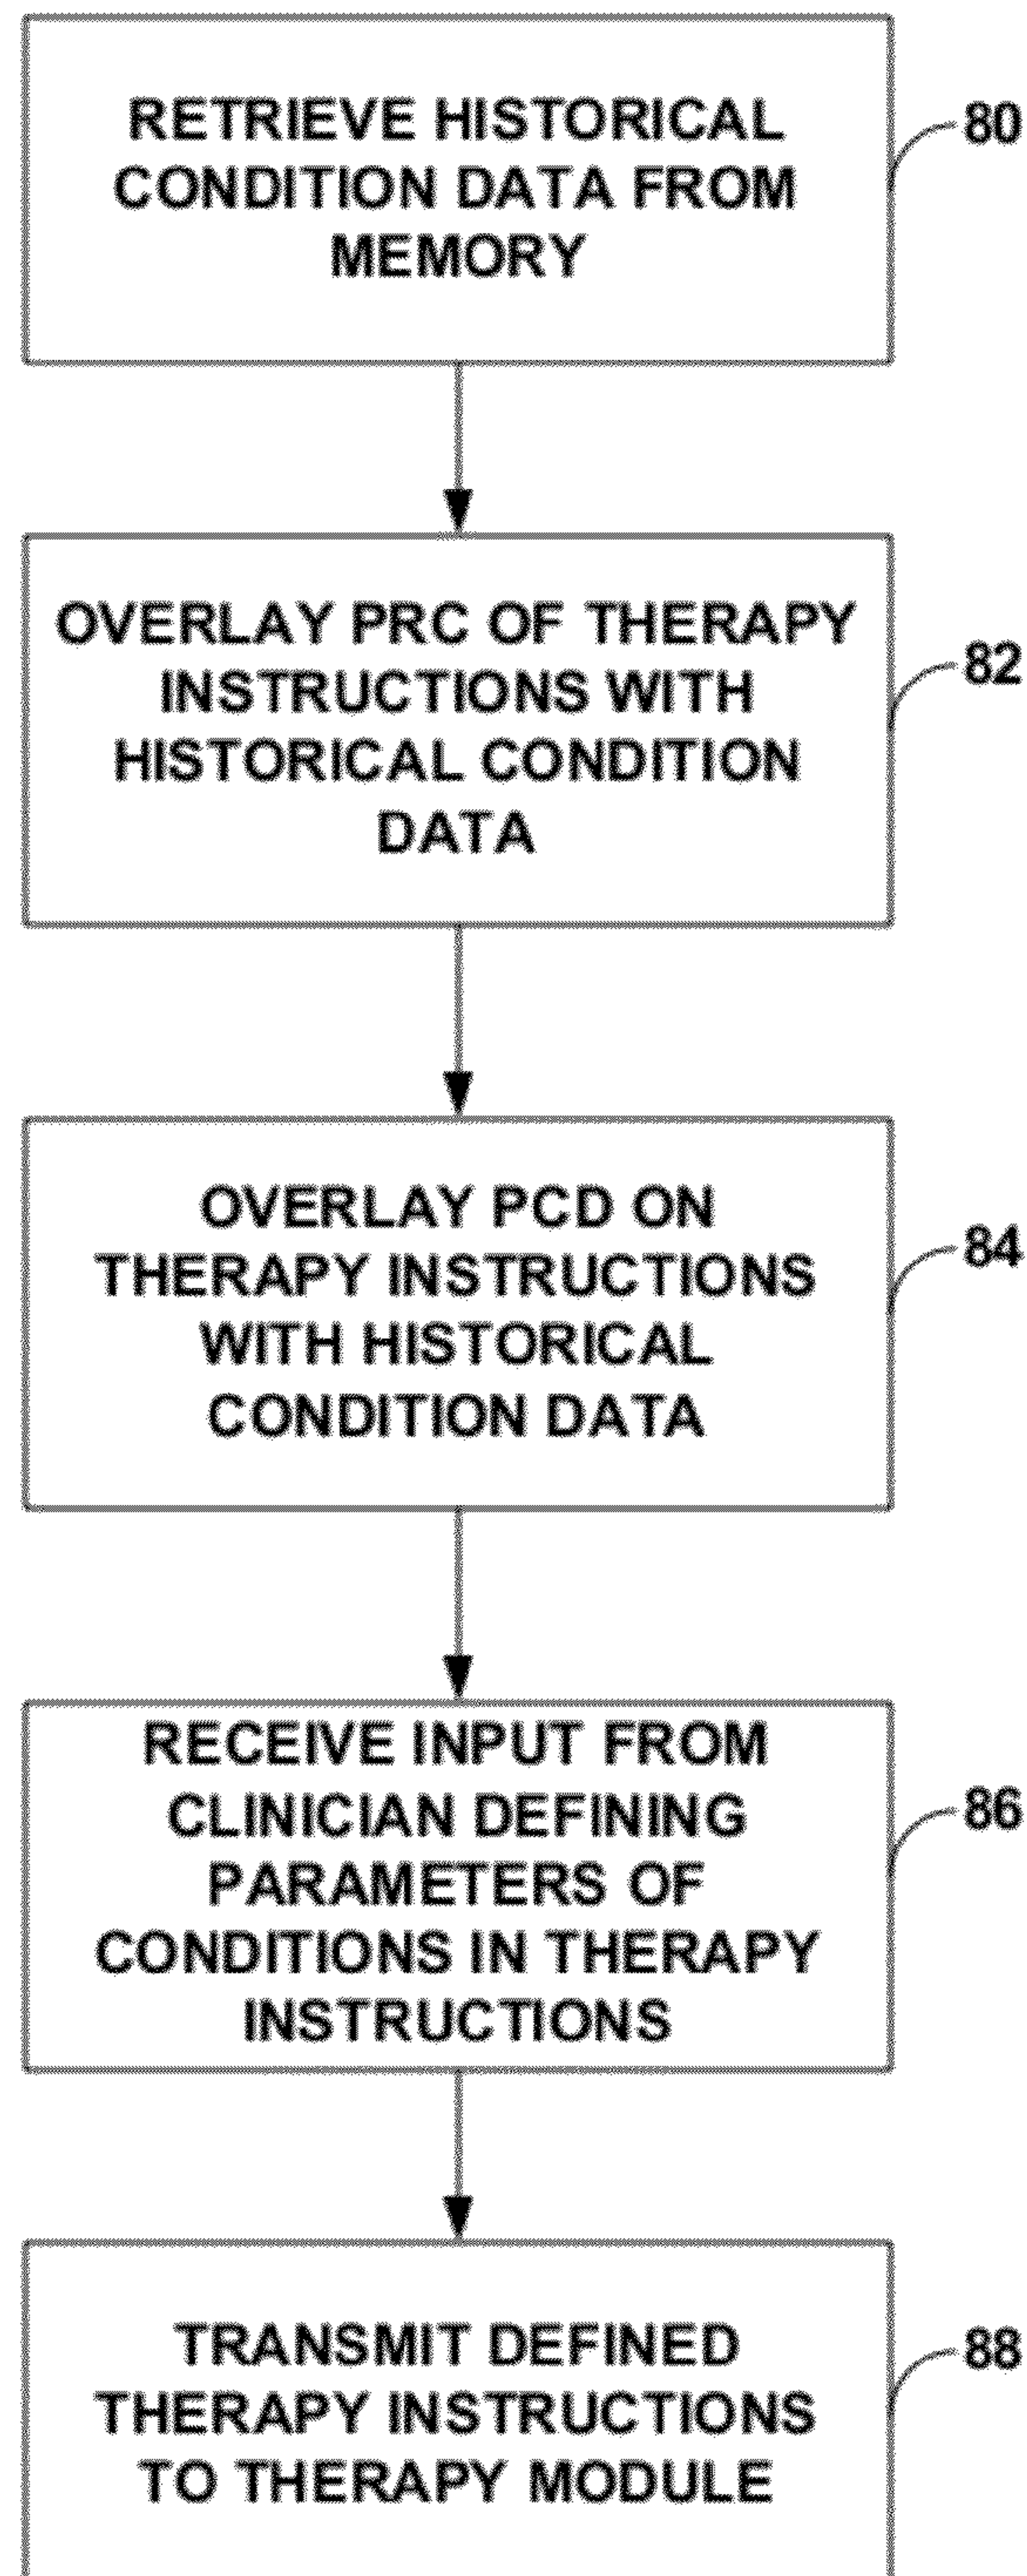 RETRIEVE HISTORICAL
CONDITION DATA FROM
MEMORY
80
OVERLAY PRC OF THERAPY
INSTRUCTIONS WITH
HISTORICAL CONDITION
DATA
82
OVERLAY PCD ON
THERAPY INSTRUCTIONS
WITH HISTORICAL
CONDITION DATA
84
RECEIVE INPUT FROM
CLINICIAN DEFINING
PARAMETERS OF
CONDITIONS IN THERAPY
INSTRUCTIONS
86
TRANSMIT DEFINED
THERAPY INSTRUCTIONS
TO THERAPY MODULE
88